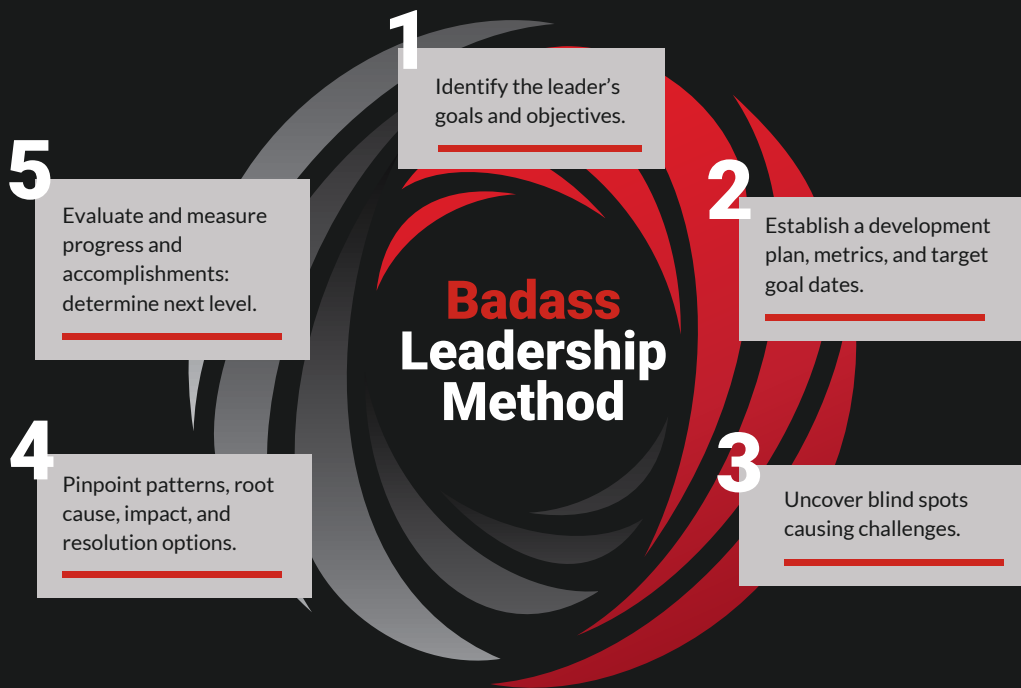 1
Identify the leader’s
goals and objectives.
2
Establish a development
plan, metrics, and target
goal dates.
3
Uncover blind spots
causing challenges.
4
Pinpoint patterns, root
cause, impact, and
resolution options.
5
Evaluate and measure
progress and
accomplishments:
determine next level.
Badass
Leadership
Method